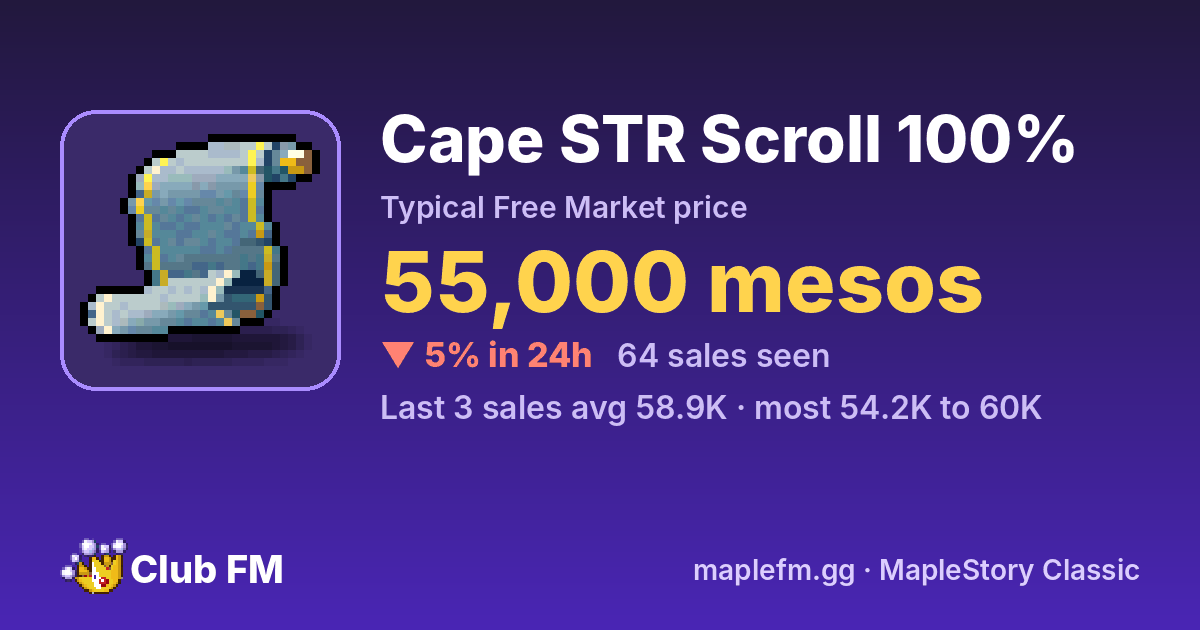 Cape STR Scroll 100%
Typical Free Market price
55,000 mesos
▼ 5% in 24h 64 sales seen
Last 3 sales avg 58.9K · most 54.2K to 60K
Club FM
maplefm.gg · MapleStory Classic